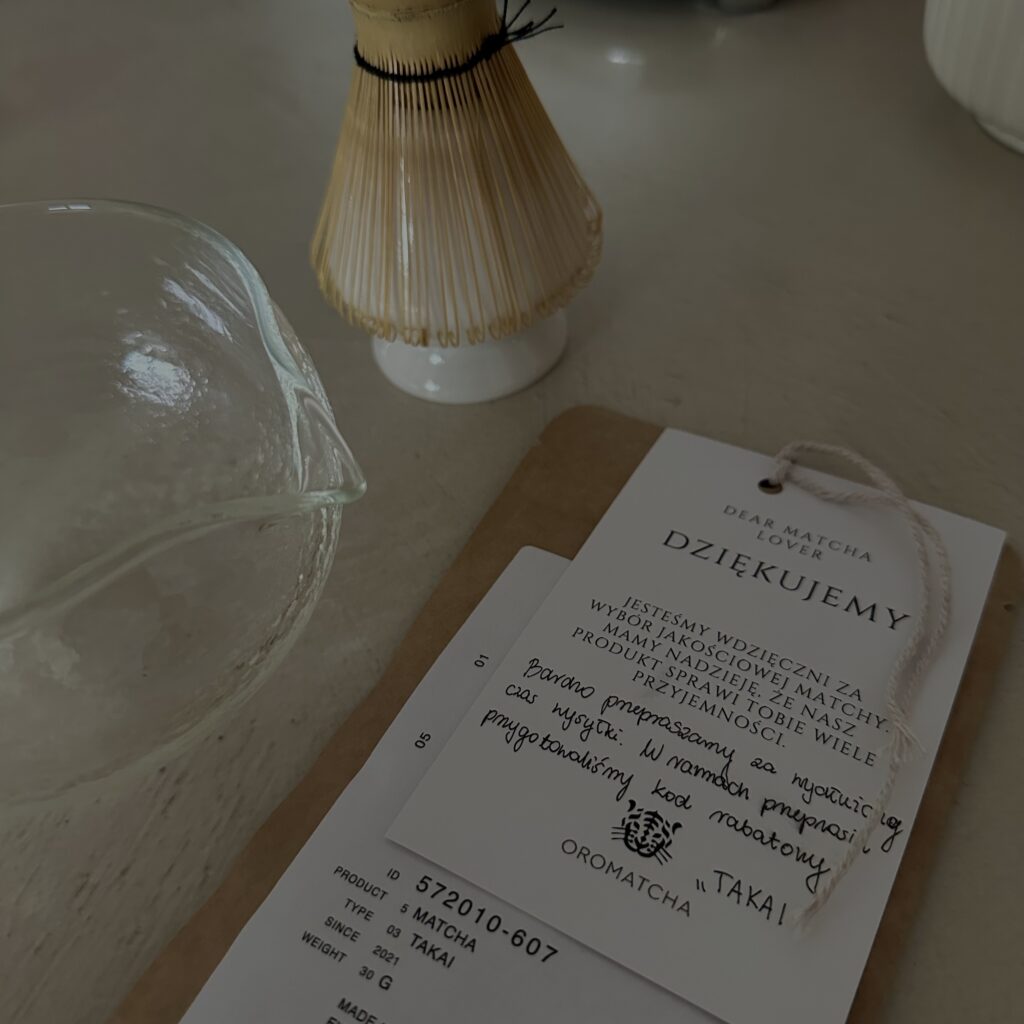 DEAR MATCHA
LOVER
DZIĘKUJEMY
JESTEŚMY WDZIĘCZNI ZA
WYBÓR JAKOŚCIOWEJ MATCHY.
MAMY NADZIEJĘ, ŻE NASZ
PRODUKT SPRAWI TOBIE WIELE
PRZYJEMNOŚCI.
Bardzo przepraszamy za wydłużony
czas wysyłki. W ramach przeprosin
przygotowaliśmy kod rabatowy
"TAKAI
OROMATCHA
01
05
ID 572010-607
PRODUCT 5 MATCHA
TYPE 03 TAKAI
SINCE 2021
WEIGHT 30 G
MADE